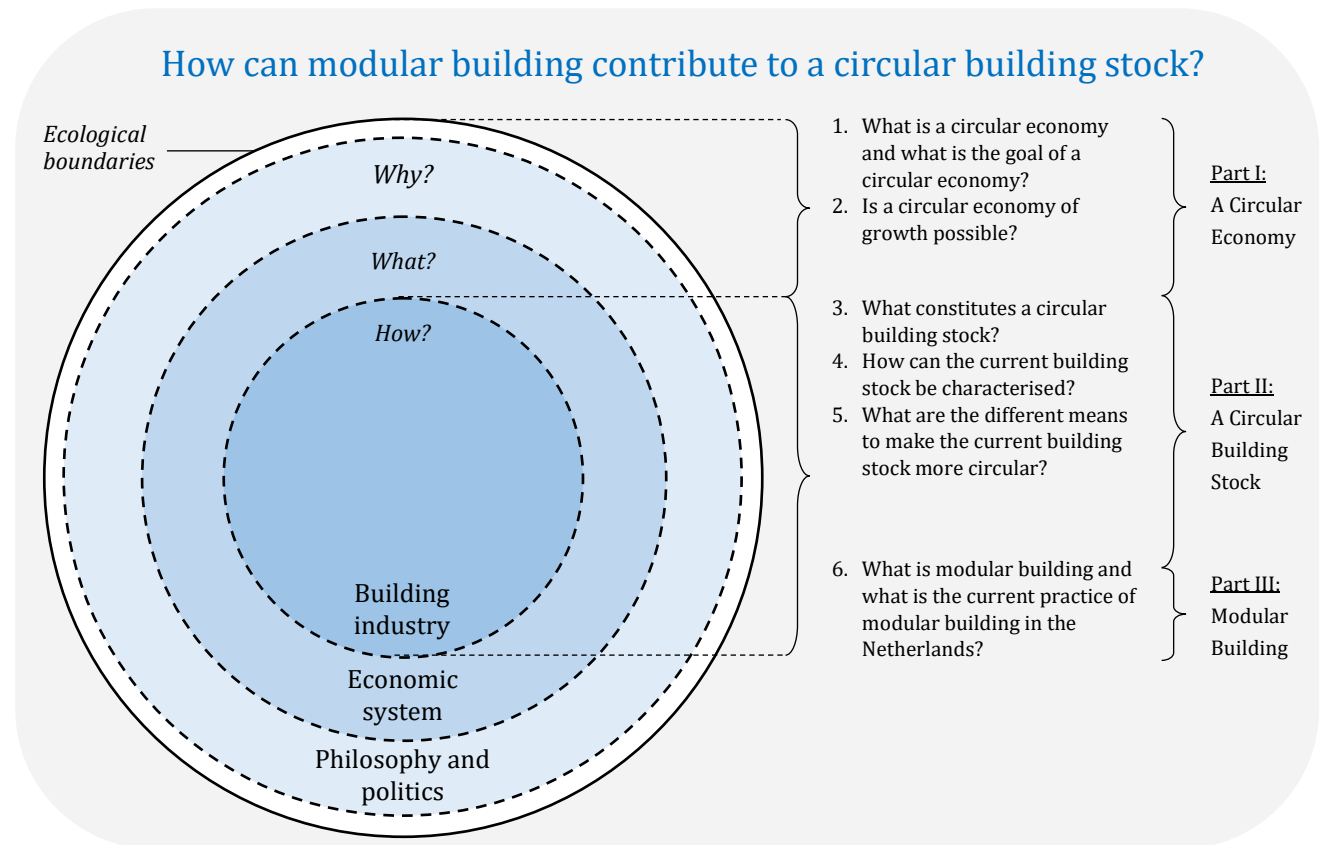 How can modular building contribute to a circular building stock?
Ecological
boundaries
Why?
What?
How?
Building
industry
Economic
system
Philosophy and
politics
1. What is a circular economy
and what is the goal of a
circular economy?
2. Is a circular economy of
growth possible?
3. What constitutes a circular
building stock?
4. How can the current building
stock be characterised?
5. What are the different means
to make the current building
stock more circular?
6. What is modular building and
what is the current practice of
modular building in the
Netherlands?
Part I:
A Circular
Economy
Part II:
A Circular
Building
Stock
Part III:
Modular
Building